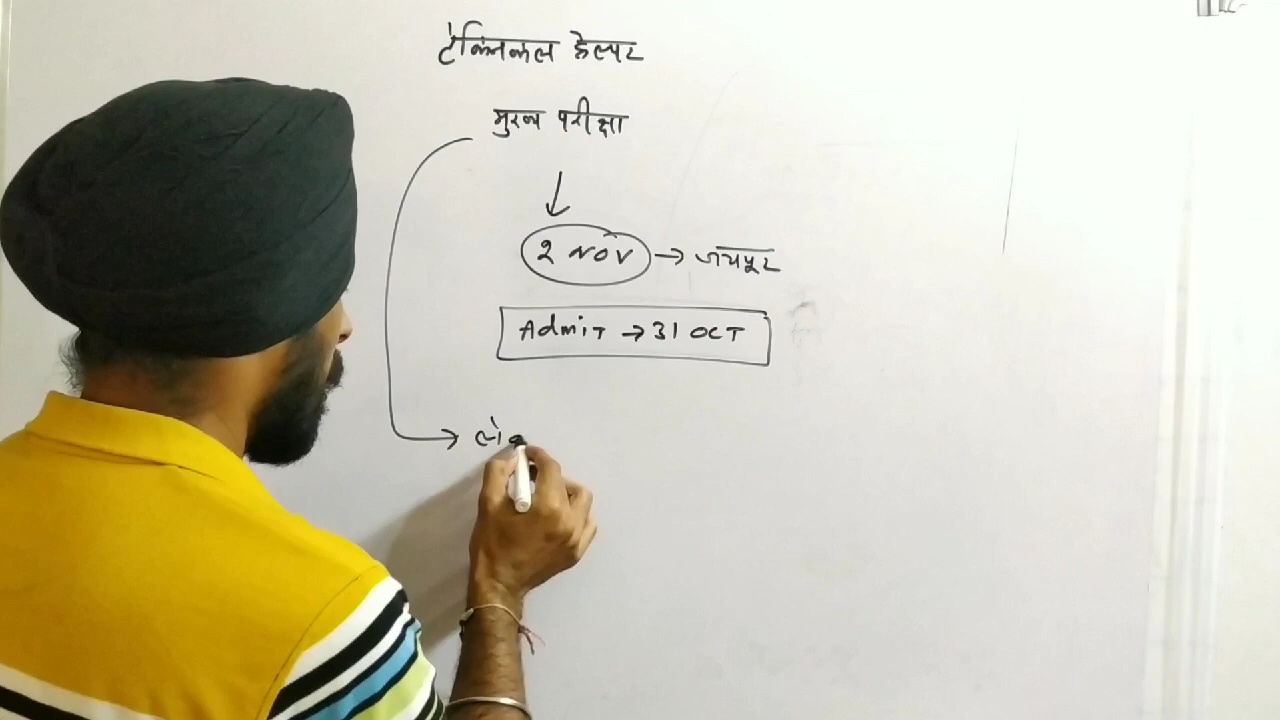 टेक्निकल हेल्पर
मुख्य परीक्षा
2 NOV → जयपुर
Admit → 31 OCT